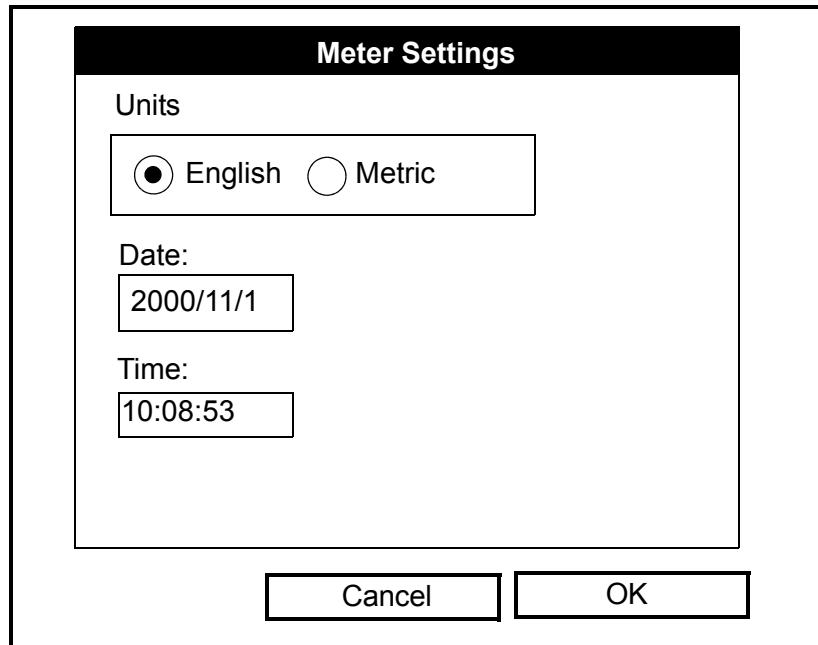 Meter Settings
Units
English Metric
Date:
2000/11/1
Time:
10:08:53
Cancel OK